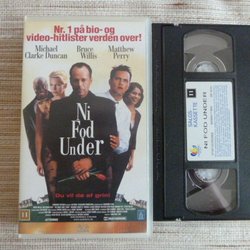 Nr. 1 på bio- og
video-hitlister verden over!
Michael
Clarke Duncan
Bruce
Willis
Matthew
Perry
Ni
Fod
Under
Du vil dø af grin!
NI FOD UNDER